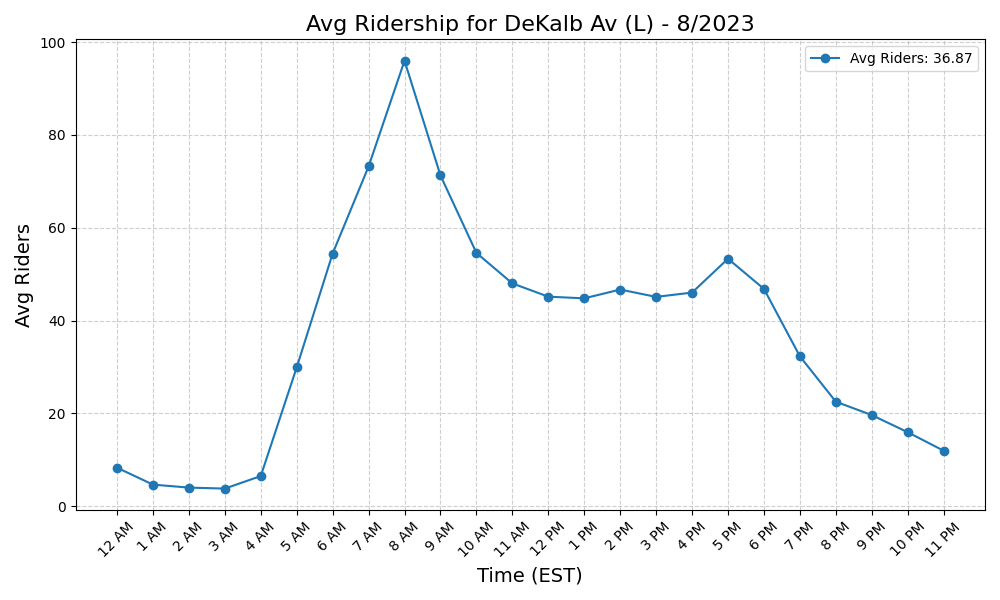 Avg Ridership for DeKalb Av (L) - 8/2023
Avg Riders: 36.87
Avg Riders
100
80
60
40
20
0
12 AM
1 AM
2 AM
3 AM
4 AM
5 AM
6 AM
7 AM
8 AM
9 AM
10 AM
11 AM
12 PM
1 PM
2 PM
3 PM
4 PM
5 PM
6 PM
7 PM
8 PM
9 PM
10 PM
11 PM
Time (EST)